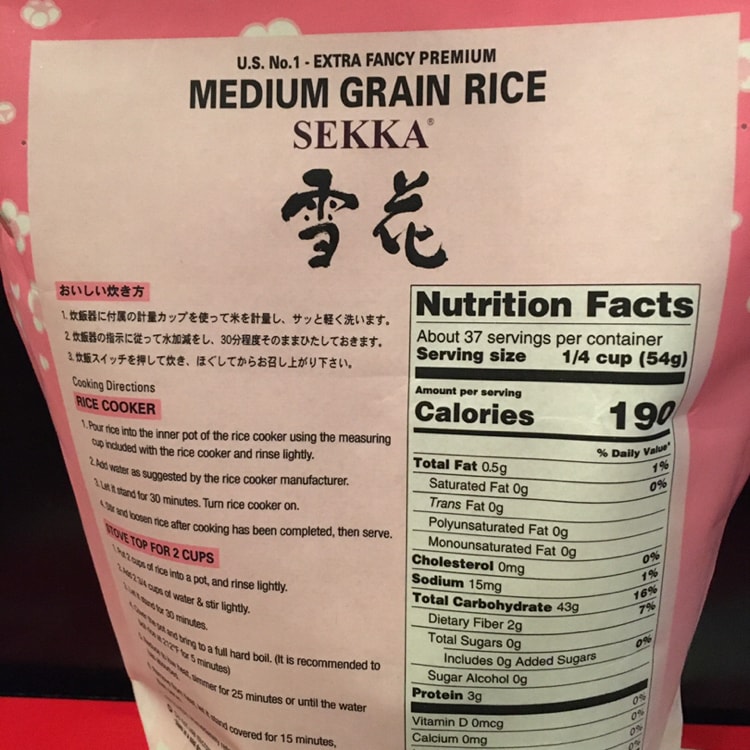 U.S. No.1 - EXTRA FANCY PREMIUM
MEDIUM GRAIN RICE
SEKKA®
雪花
おいしい炊き方
1. 炊飯器に付属の計量カップを使って米を計量し、サッと軽く洗います。
2. 炊飯器の指示に従って水加減をし、30分程度そのままひたしておきます。
3. 炊飯スイッチを押して炊き、ほぐしてからお召し上がり下さい。
Cooking Directions
RICE COOKER
1. Pour rice into the inner pot of the rice cooker using the measuring
cup included with the rice cooker and rinse lightly.
2. Add water as suggested by the rice cooker manufacturer.
3. Let it stand for 30 minutes. Turn rice cooker on.
4. Stir and loosen rice after cooking has been completed, then serve.
STOVE TOP FOR 2 CUPS
1. Put 2 cups of rice into a pot, and rinse lightly.
2. Add 2 3/4 cups of water & stir lightly.
3. Let it stand for 30 minutes.
4. Cover the pot and bring to a full hard boil. (It is recommended to
at 212°F for 5 minutes)
simmer for 25 minutes or until the water
let it stand covered for 15 minutes,
Nutrition Facts
About 37 servings per container
Serving size 1/4 cup (54g)
Amount per serving
Calories 190
% Daily Value*
Total Fat 0.5g 1%
Saturated Fat 0g 0%
Trans Fat 0g
Polyunsaturated Fat 0g
Monounsaturated Fat 0g
Cholesterol 0mg 0%
Sodium 15mg 1%
Total Carbohydrate 43g 16%
Dietary Fiber 2g 7%
Total Sugars 0g
Includes 0g Added Sugars 0%
Sugar Alcohol 0g
Protein 3g
Vitamin D 0mcg 0%
Calcium 0mg 0%
0%